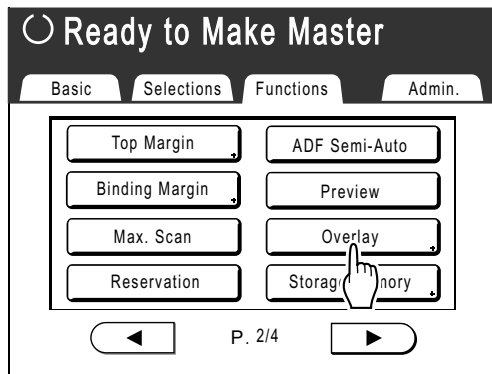 Ready to Make Master
Basic Selections Functions Admin.
Top Margin ADF Semi-Auto
Binding Margin Preview
Max. Scan Overlay
Reservation Storage
P. 2/4